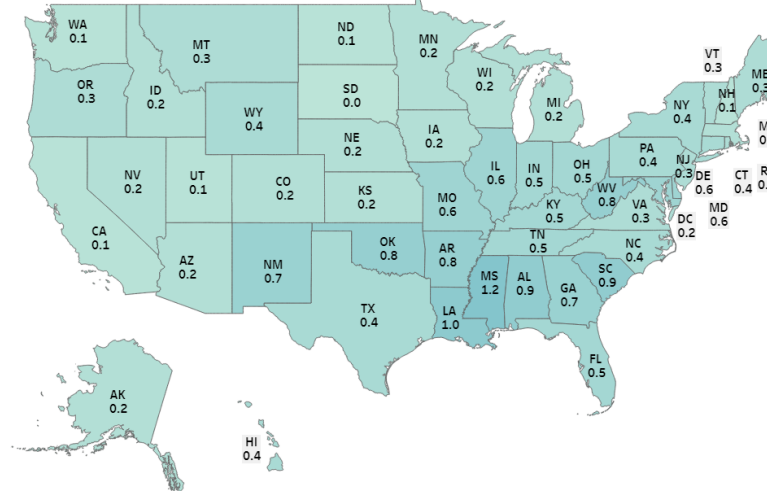 WA
0.1
MT
0.3
ND
0.1
MN
0.2
VT
0.3
ME
0.3
OR
0.3
ID
0.2
SD
0.0
WI
0.2
MI
0.2
NH
0.1
WY
0.4
NY
0.4
IA
0.2
NE
0.2
PA
0.4
NJ
0.3
NV
0.2
UT
0.1
CO
0.2
KS
0.2
IL
0.6
IN
0.5
OH
0.5
WV
0.8
VA
0.3
DE
0.6
CT
0.4
DC
0.2
MD
0.6
CA
0.1
MO
0.6
KY
0.5
TN
0.5
NC
0.4
AZ
0.2
NM
0.7
OK
0.8
AR
0.8
MS
1.2
AL
0.9
GA
0.7
SC
0.9
TX
0.4
LA
1.0
FL
0.5
AK
0.2
HI
0.4